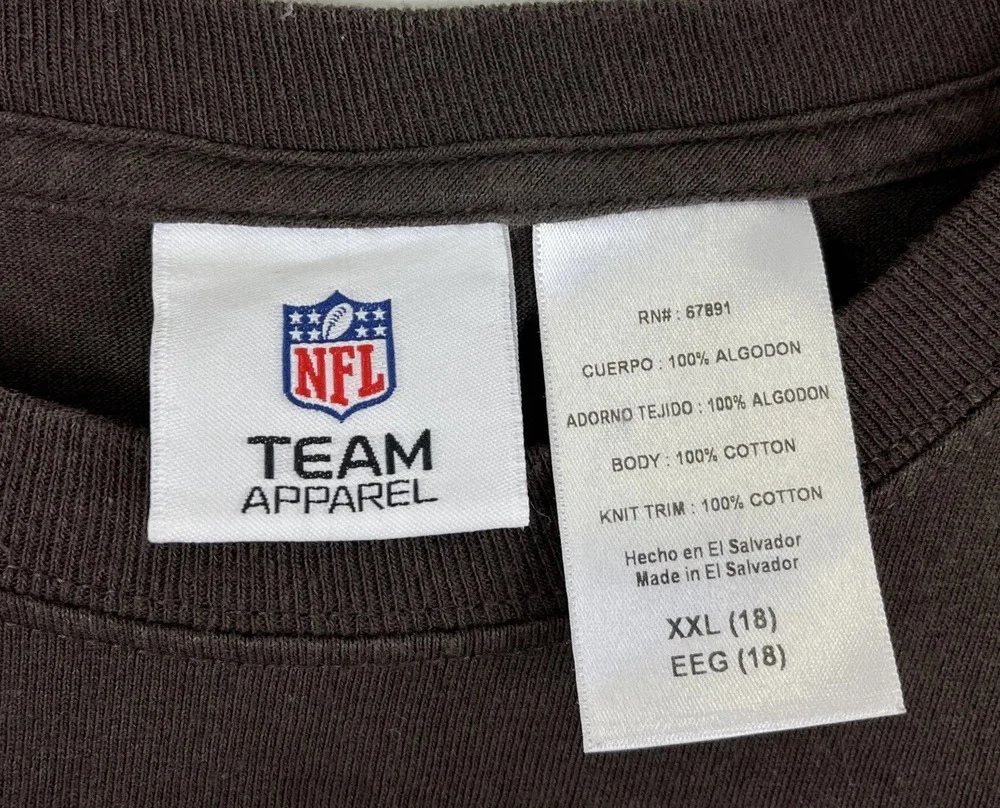 NFL
TEAM
APPAREL
RN# : 67891
CUERPO : 100% ALGODON
ADORNO TEJIDO : 100% ALGODON
BODY : 100% COTTON
KNIT TRIM : 100% COTTON
Hecho en El Salvador
Made in El Salvador
XXL (18)
EEG (18)